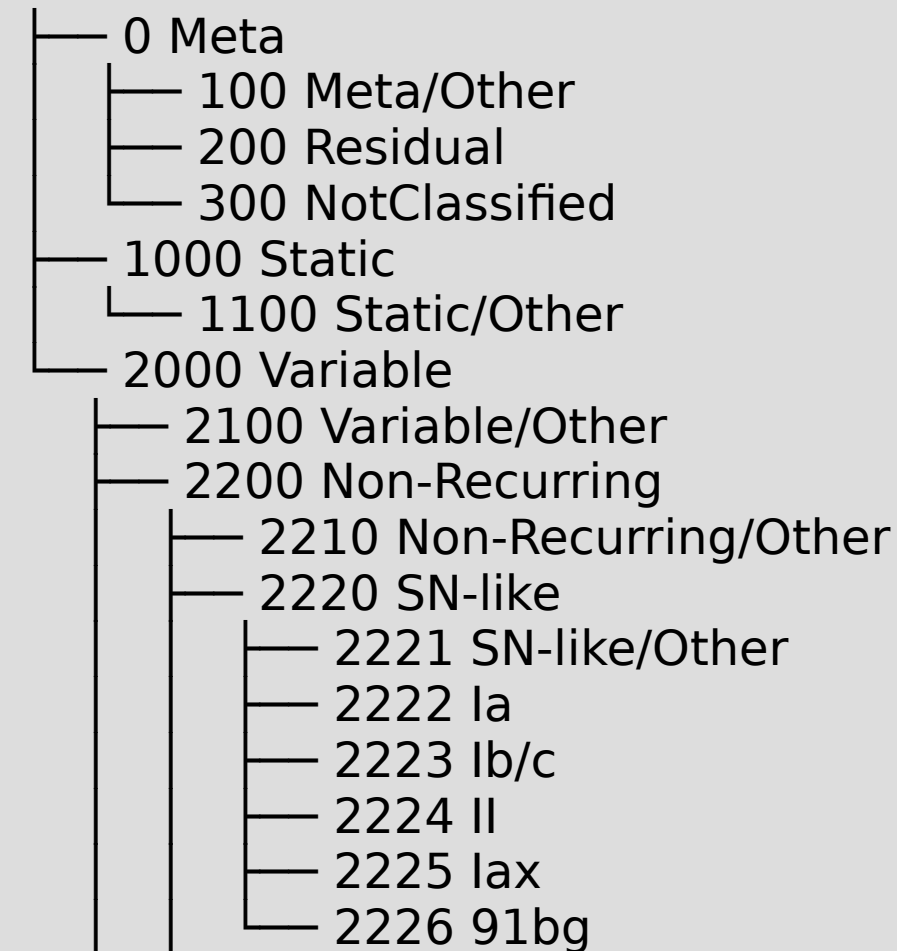 0 Meta
100 Meta/Other
200 Residual
300 NotClassified
1000 Static
1100 Static/Other
2000 Variable
2100 Variable/Other
2200 Non-Recurring
2210 Non-Recurring/Other
2220 SN-like
2221 SN-like/Other
2222 Ia
2223 Ib/c
2224 II
2225 Iax
2226 91bg